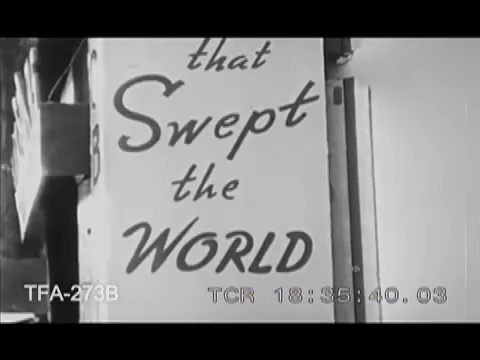 that
Swept
the
WORLD
C
B
TFA-273B
TCR 18:35:40.03